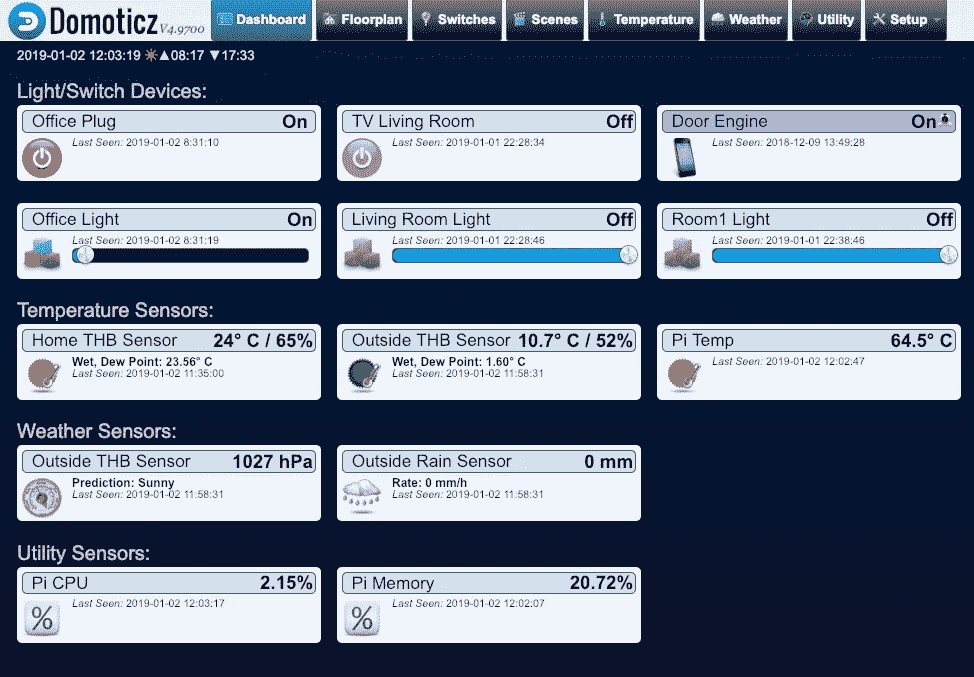 Domoticz V4.9700 Dashboard Floorplan Switches Scenes Temperature Weather Utility Setup
2019-01-02 12:03:19 ☀▲08:17 ▼17:33
Light/Switch Devices:
Office Plug On
Last Seen: 2019-01-02 8:31:10
TV Living Room Off
Last Seen: 2019-01-01 22:28:34
Door Engine On
Last Seen: 2018-12-09 13:49:28
Office Light On
Last Seen: 2019-01-02 8:31:19
Living Room Light Off
Last Seen: 2019-01-01 22:28:46
Room1 Light Off
Last Seen: 2019-01-01 22:38:46
Temperature Sensors:
Home THB Sensor 24° C / 65%
Wet, Dew Point: 23.56° C
Last Seen: 2019-01-02 11:35:00
Outside THB Sensor 10.7° C / 52%
Wet, Dew Point: 1.60° C
Last Seen: 2019-01-02 11:58:31
Pi Temp 64.5° C
Last Seen: 2019-01-02 12:02:47
Weather Sensors:
Outside THB Sensor 1027 hPa
Prediction: Sunny
Last Seen: 2019-01-02 11:58:31
Outside Rain Sensor 0 mm
Rate: 0 mm/h
Last Seen: 2019-01-02 11:58:31
Utility Sensors:
Pi CPU 2.15%
%
Last Seen: 2019-01-02 12:03:17
Pi Memory 20.72%
%
Last Seen: 2019-01-02 12:02:07